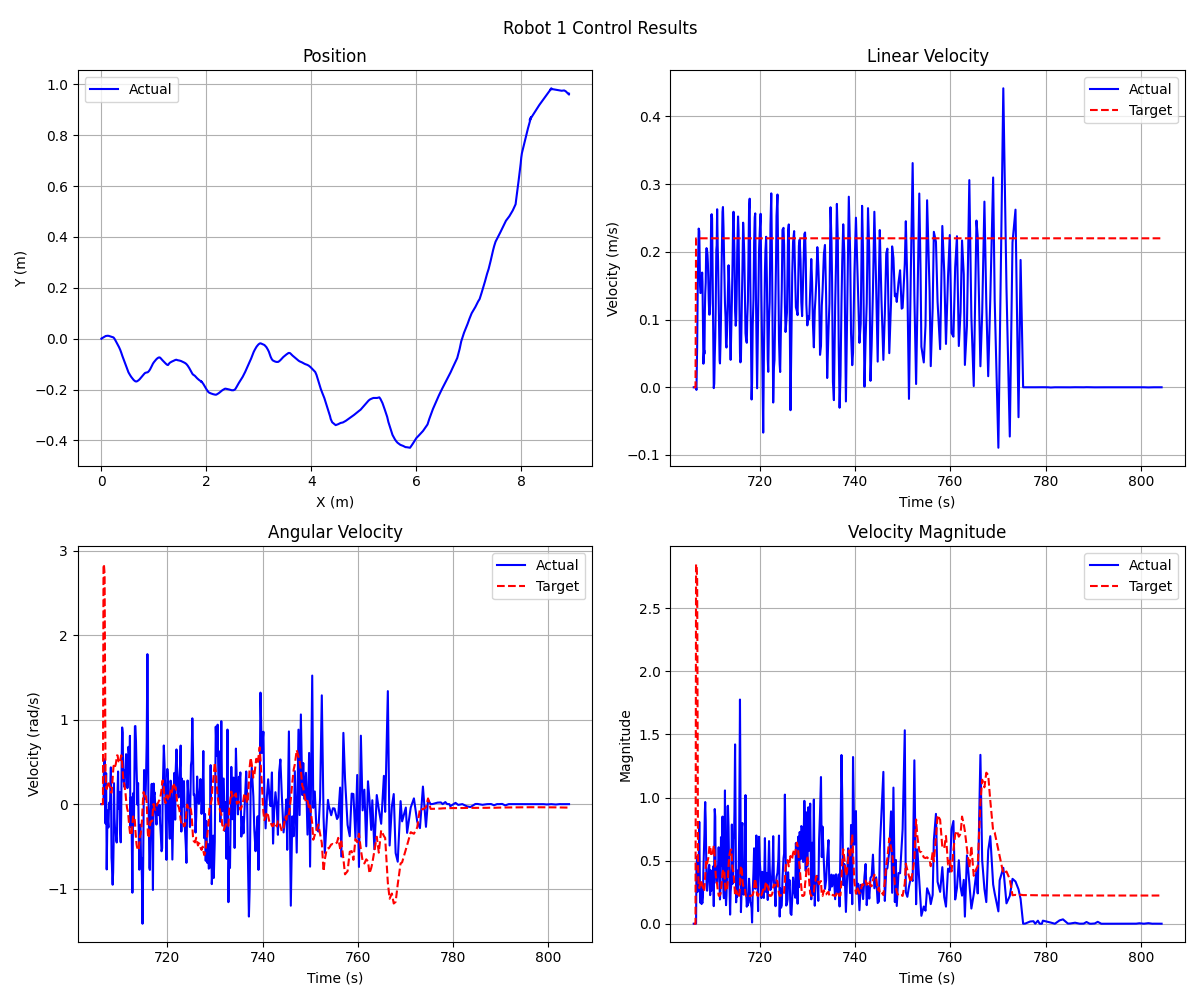 Robot 1 Control Results
Position
Actual
1.0
0.8
0.6
0.4
0.2
0.0
−0.2
−0.4
Y (m)
0
2
4
6
8
X (m)
Linear Velocity
Actual
Target
0.4
0.3
0.2
0.1
0.0
−0.1
Velocity (m/s)
720
740
760
780
800
Time (s)
Angular Velocity
Actual
Target
3
2
1
0
−1
Velocity (rad/s)
720
740
760
780
800
Time (s)
Velocity Magnitude
Actual
Target
2.5
2.0
1.5
1.0
0.5
0.0
Magnitude
720
740
760
780
800
Time (s)